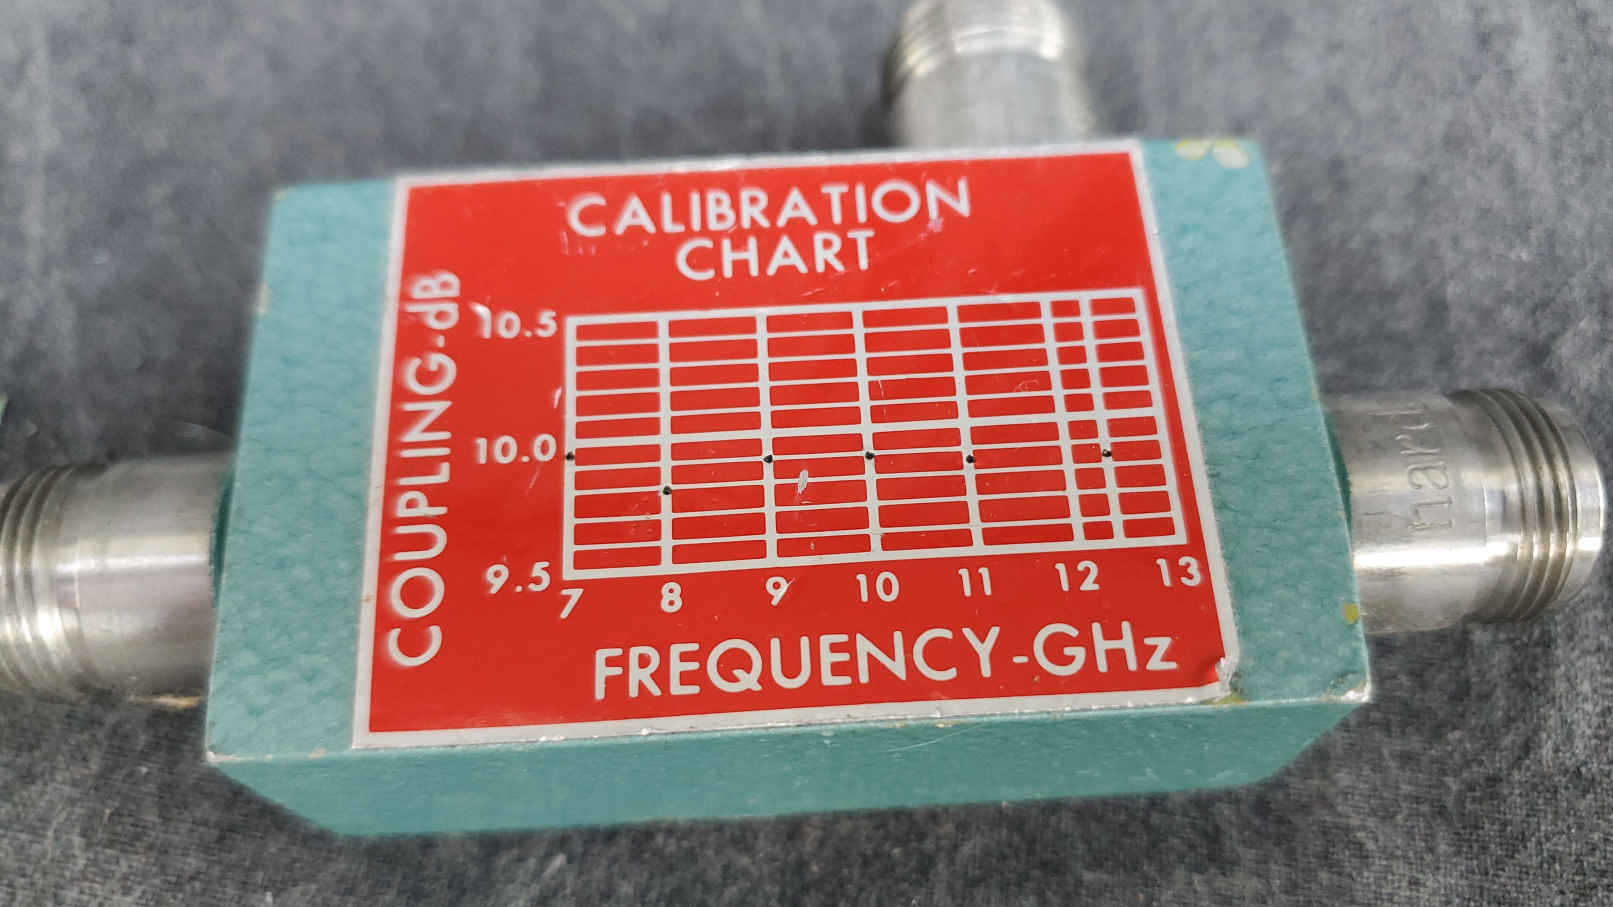 CALIBRATION
CHART
COUPLING-dB
10.5
10.0
9.5
7 8 9 10 11 12 13
FREQUENCY-GHz
nard